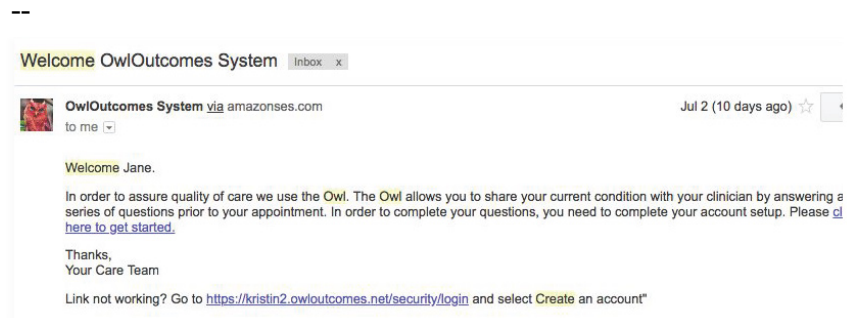 --
Welcome OwlOutcomes System Inbox x
OwlOutcomes System via amazonses.com Jul 2 (10 days ago)
to me
Welcome Jane.
In order to assure quality of care we use the Owl. The Owl allows you to share your current condition with your clinician by answering a
series of questions prior to your appointment. In order to complete your questions, you need to complete your account setup. Please
here to get started.
Thanks,
Your Care Team
Link not working? Go to https://kristin2.owloutcomes.net/security/login and select Create an account"